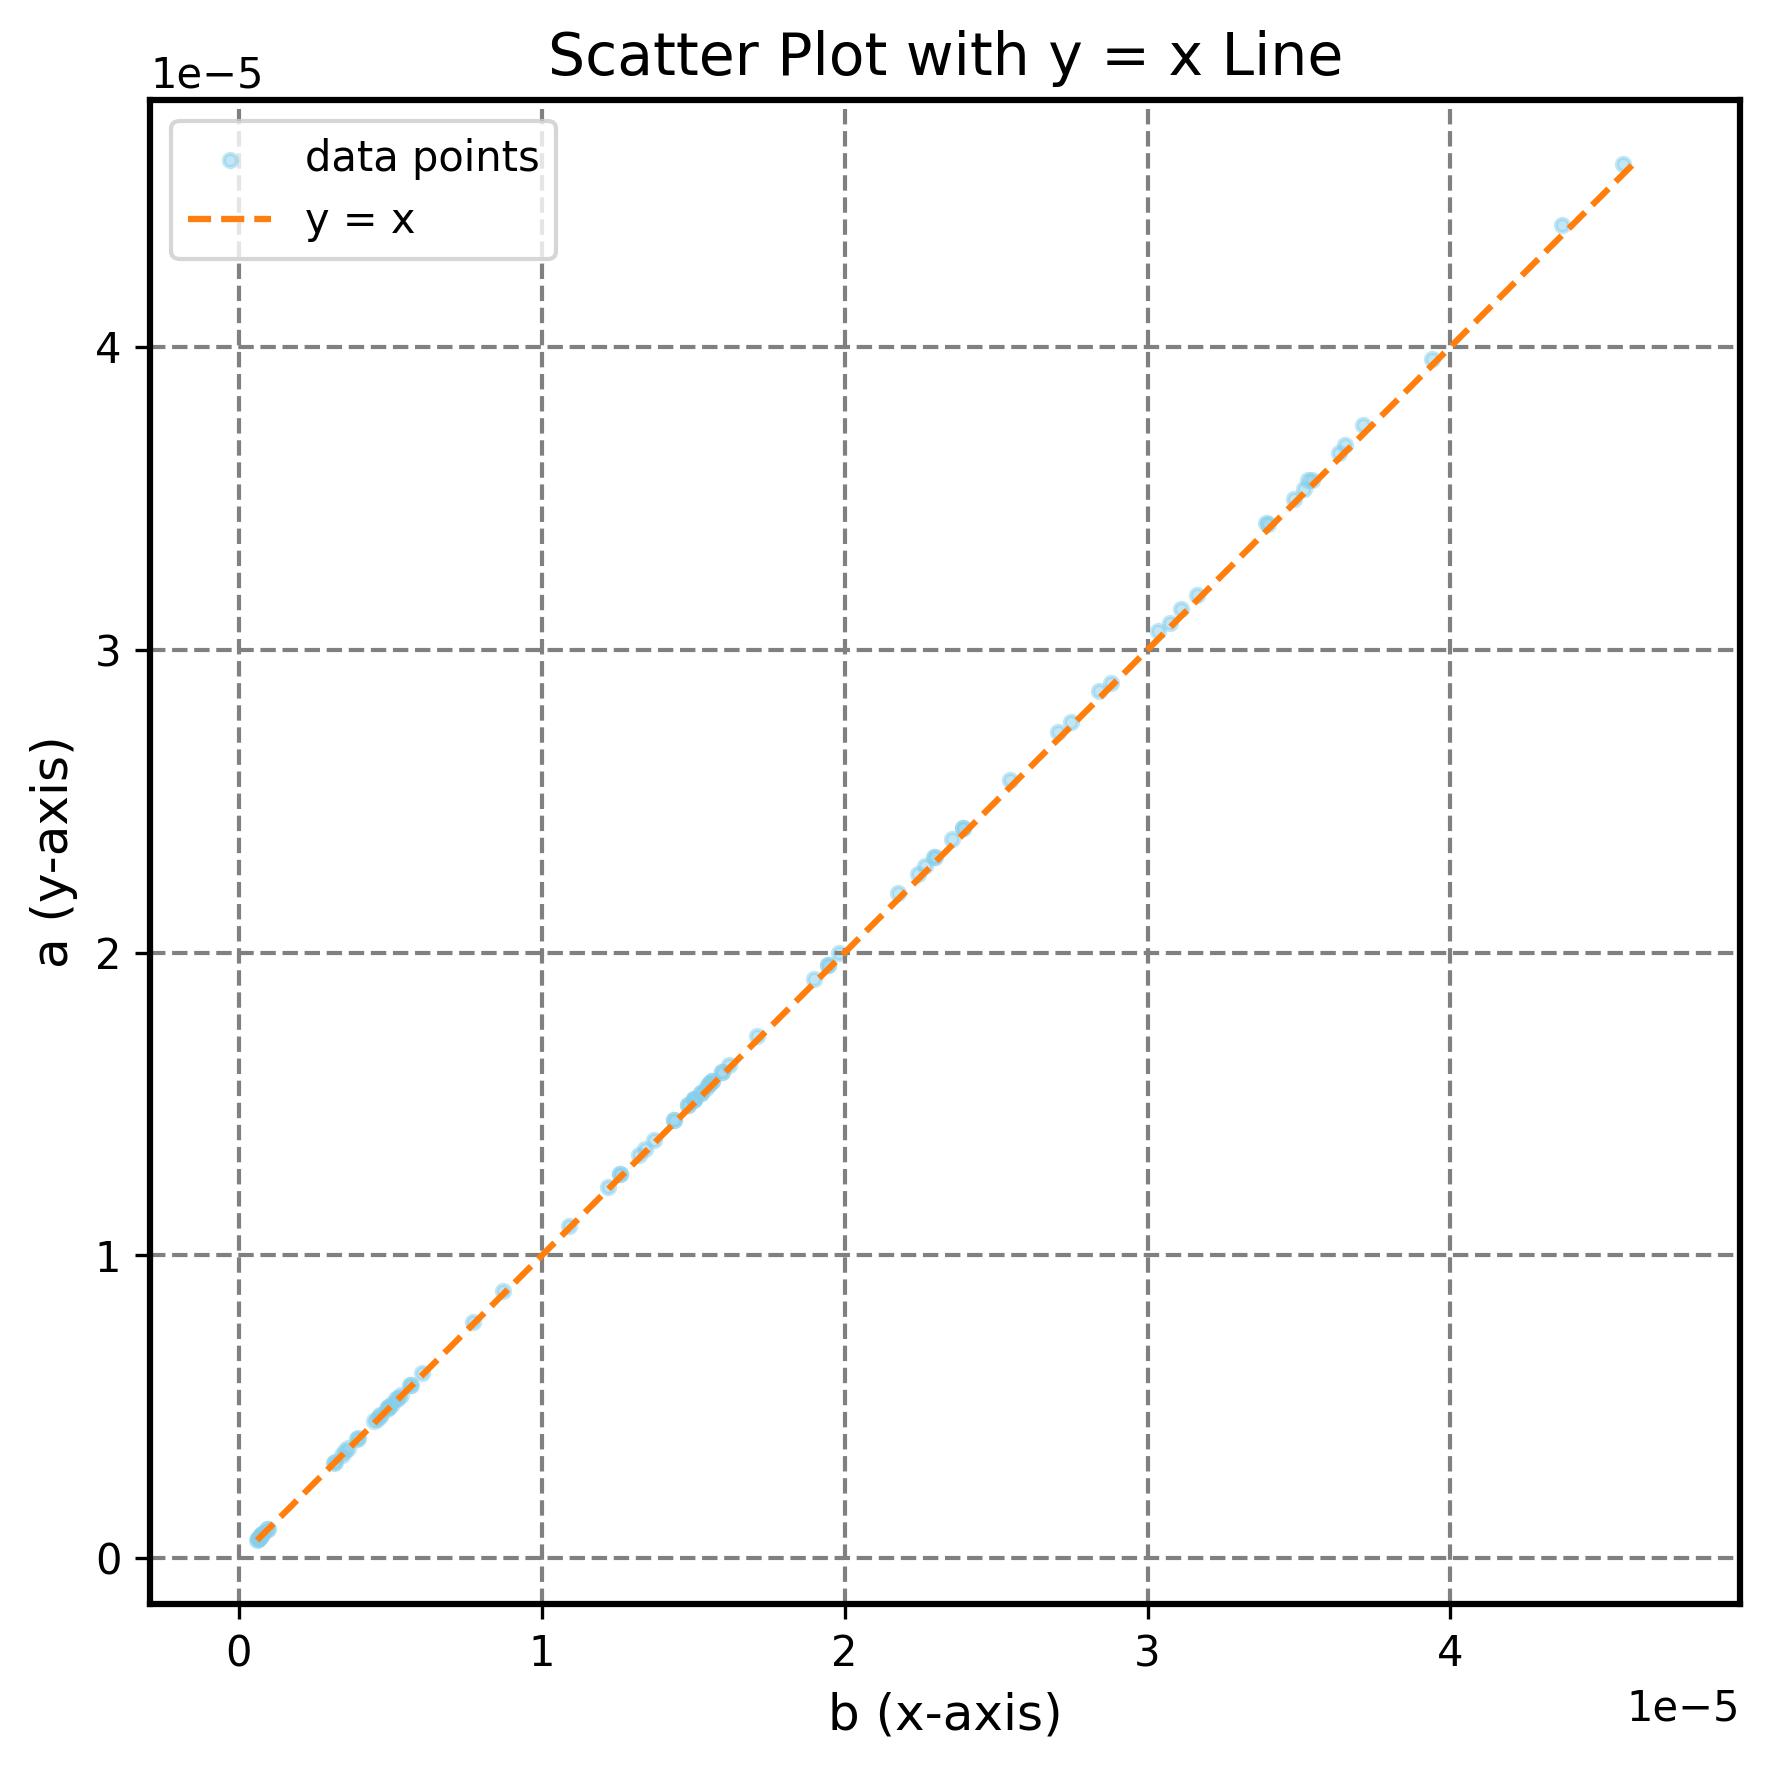 Scatter Plot with y = x Line
1e−5
data points
y = x
4
3
2
1
0
a (y-axis)
0 1 2 3 4
b (x-axis)
1e−5